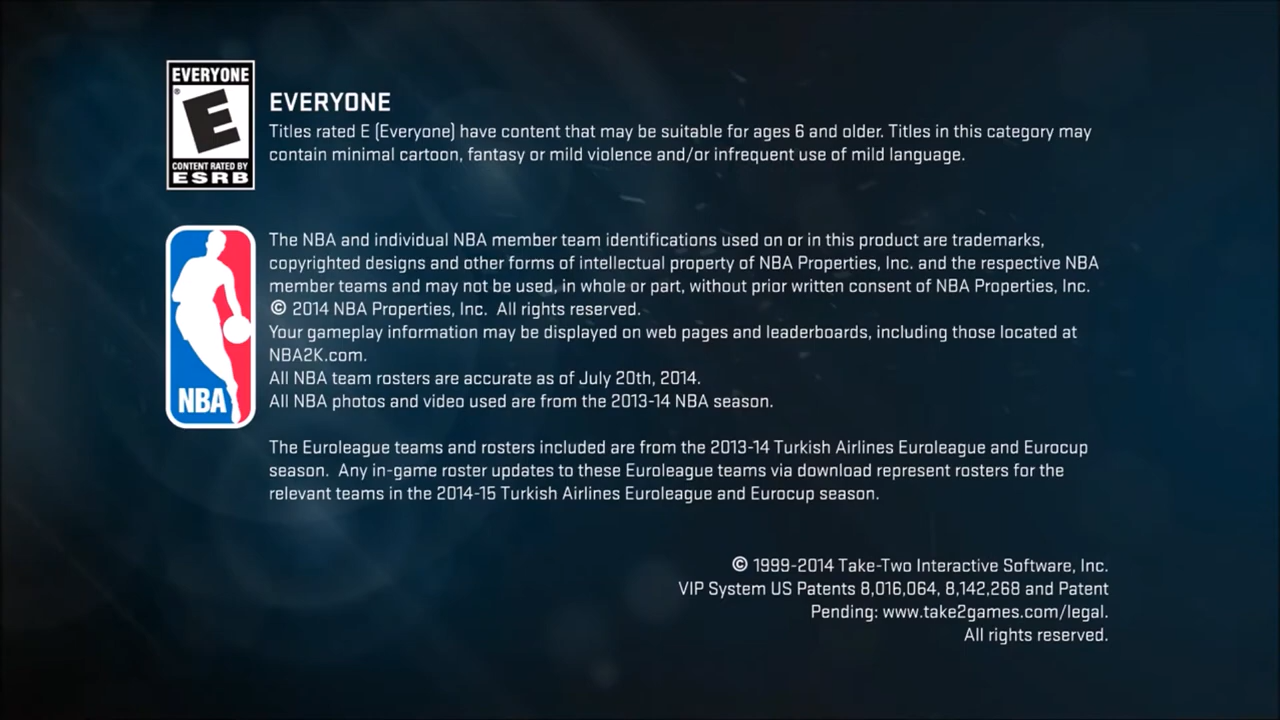 EVERYONE
E
®
CONTENT RATED BY
ESRB
EVERYONE
Titles rated E (Everyone) have content that may be suitable for ages 6 and older. Titles in this category may
contain minimal cartoon, fantasy or mild violence and/or infrequent use of mild language.
NBA
The NBA and individual NBA member team identifications used on or in this product are trademarks,
copyrighted designs and other forms of intellectual property of NBA Properties, Inc. and the respective NBA
member teams and may not be used, in whole or part, without prior written consent of NBA Properties, Inc.
© 2014 NBA Properties, Inc.  All rights reserved.
Your gameplay information may be displayed on web pages and leaderboards, including those located at
NBA2K.com.
All NBA team rosters are accurate as of July 20th, 2014.
All NBA photos and video used are from the 2013-14 NBA season.
The Euroleague teams and rosters included are from the 2013-14 Turkish Airlines Euroleague and Eurocup
season.  Any in-game roster updates to these Euroleague teams via download represent rosters for the
relevant teams in the 2014-15 Turkish Airlines Euroleague and Eurocup season.
© 1999-2014 Take-Two Interactive Software, Inc.
VIP System US Patents 8,016,064, 8,142,268 and Patent
Pending: www.take2games.com/legal.
All rights reserved.